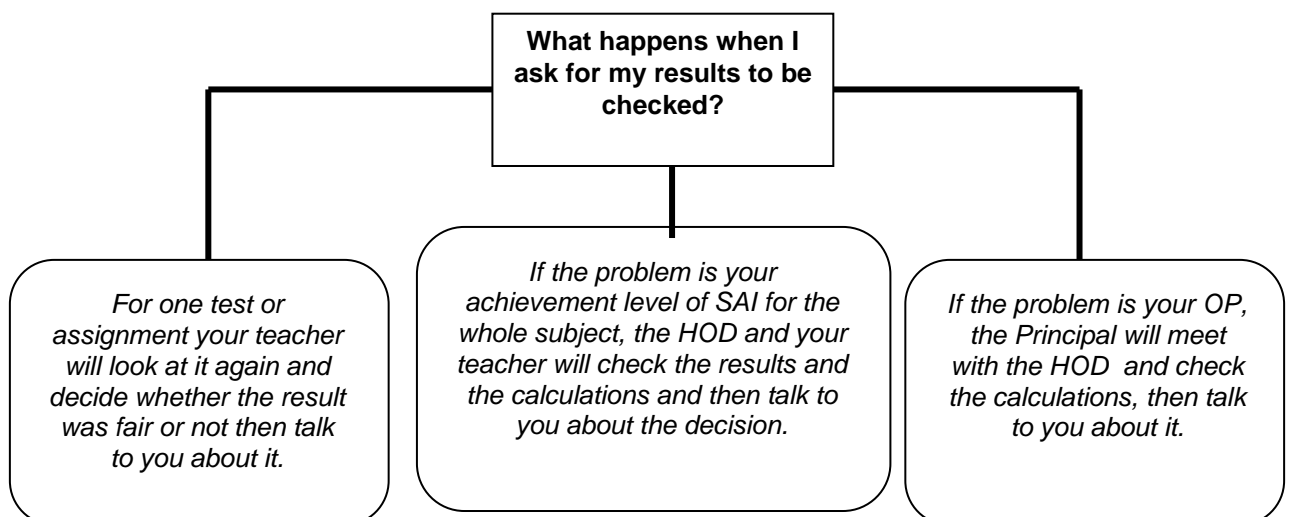 What happens when I
ask for my results to be
checked?
For one test or
assignment your teacher
will look at it again and
decide whether the result
was fair or not then talk
to you about it.
If the problem is your
achievement level of SAI for the
whole subject, the HOD and your
teacher will check the results and
the calculations and then talk to
you about the decision.
If the problem is your OP,
the Principal will meet
with the HOD  and check
the calculations, then talk
to you about it.